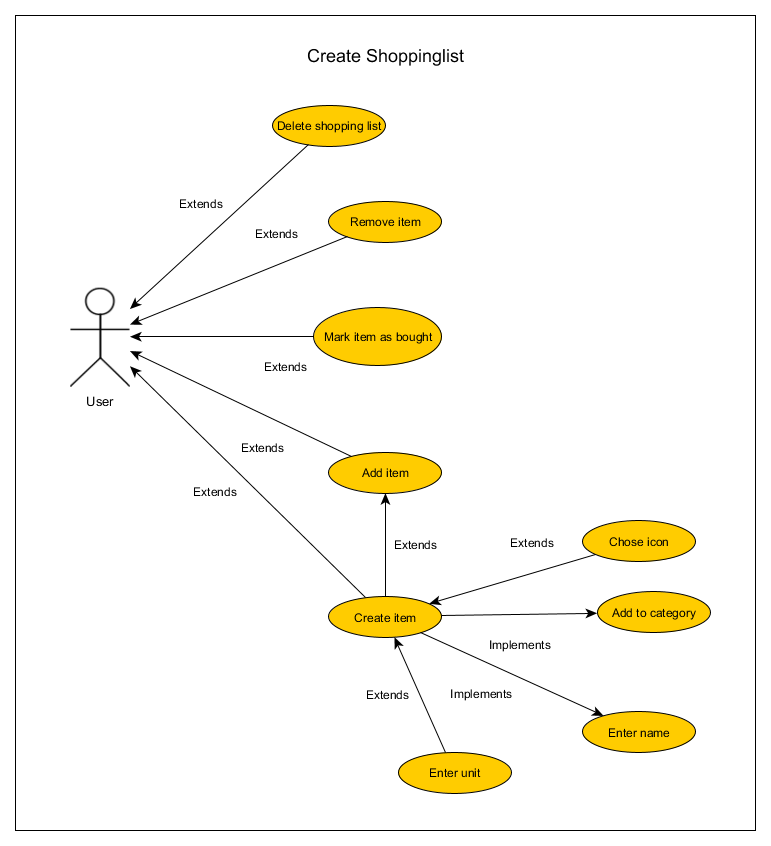 Create Shoppinglist
Delete shopping list
Extends
Remove item
Extends
Mark item as bought
Extends
User
Extends
Add item
Extends
Extends
Extends
Chose icon
Add to category
Create item
Implements
Extends
Implements
Enter name
Enter unit